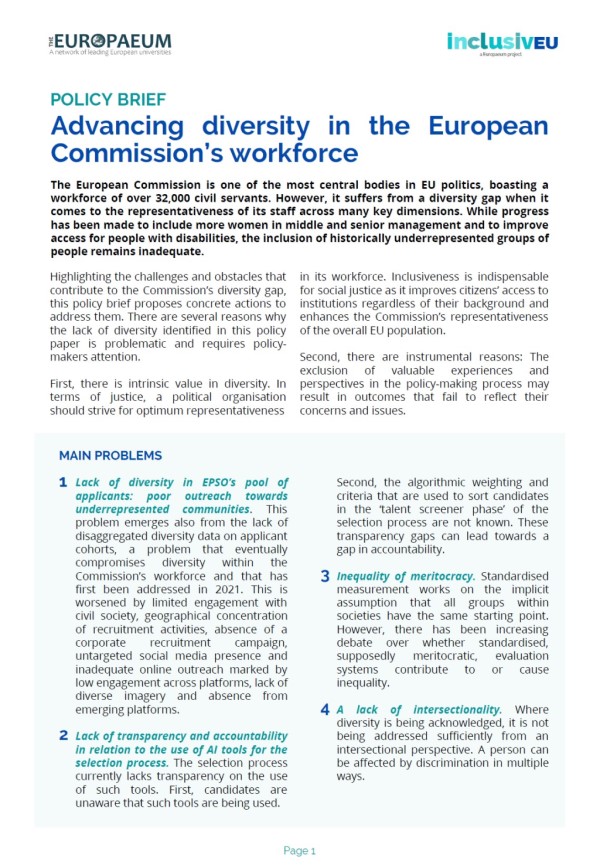 THE EUROPAEUM
A network of leading European universities
inclusivEU
a Europaeum project
POLICY BRIEF
Advancing diversity in the European
Commission's workforce
The European Commission is one of the most central bodies in EU politics, boasting a
workforce of over 32,000 civil servants. However, it suffers from a diversity gap when it
comes to the representativeness of its staff across many key dimensions. While progress
has been made to include more women in middle and senior management and to improve
access for people with disabilities, the inclusion of historically underrepresented groups of
people remains inadequate.
Highlighting the challenges and obstacles that
contribute to the Commission's diversity gap,
this policy brief proposes concrete actions to
address them. There are several reasons why
the lack of diversity identified in this policy
paper is problematic and requires policy-
makers attention.
First, there is intrinsic value in diversity. In
terms of justice, a political organisation
should strive for optimum representativeness
in its workforce. Inclusiveness is indispensable
for social justice as it improves citizens' access to
institutions regardless of their background and
enhances the Commission's representativeness
of the overall EU population.
Second, there are instrumental reasons: The
exclusion of valuable experiences and
perspectives in the policy-making process may
result in outcomes that fail to reflect their
concerns and issues.
MAIN PROBLEMS
1 Lack of diversity in EPSO's pool of
applicants: poor outreach towards
underrepresented communities. This
problem emerges also from the lack of
disaggregated diversity data on applicant
cohorts, a problem that eventually
compromises diversity within the
Commission's workforce and that has
first been addressed in 2021. This is
worsened by limited engagement with
civil society, geographical concentration
of recruitment activities, absence of a
corporate recruitment campaign,
untargeted social media presence and
inadequate online outreach marked by
low engagement across platforms, lack of
diverse imagery and absence from
emerging platforms.
2 Lack of transparency and accountability
in relation to the use of AI tools for the
selection process. The selection process
currently lacks transparency on the use
of such tools. First, candidates are
unaware that such tools are being used.
Second, the algorithmic weighting and
criteria that are used to sort candidates
in the 'talent screener phase' of the
selection process are not known. These
transparency gaps can lead towards a
gap in accountability.
3 Inequality of meritocracy. Standardised
measurement works on the implicit
assumption that all groups within
societies have the same starting point.
However, there has been increasing
debate over whether standardised,
supposedly meritocratic, evaluation
systems contribute to or cause
inequality.
4 A lack of intersectionality. Where
diversity is being acknowledged, it is not
being addressed sufficiently from an
intersectional perspective. A person can
be affected by discrimination in multiple
ways.
Page 1